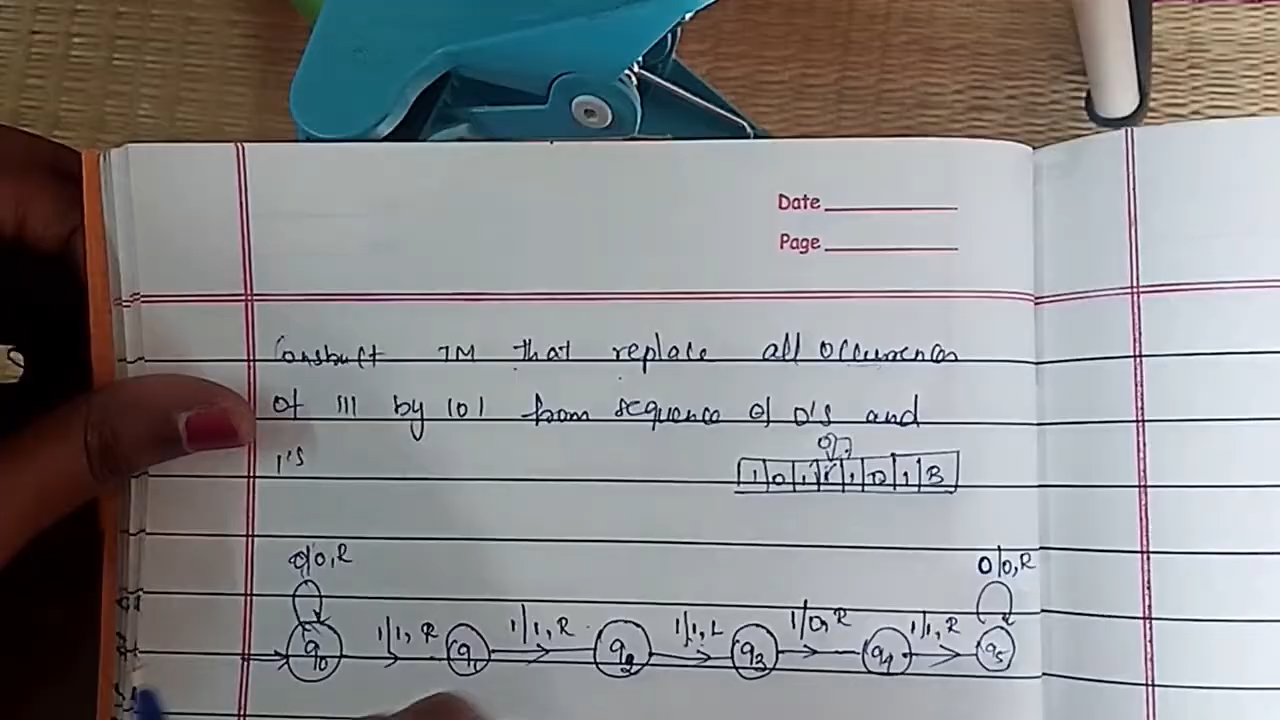 Date
Page
Construct TM that replace all occurrences
of 111 by 101 from sequence of 0's and
1's
1 0 1 1 0 1 B
0/0,R 0/0,R
1/1, R 1/1, R 1/1, L 1/0, R 1/1, R
q0 q1 q2 q3 q4 q5